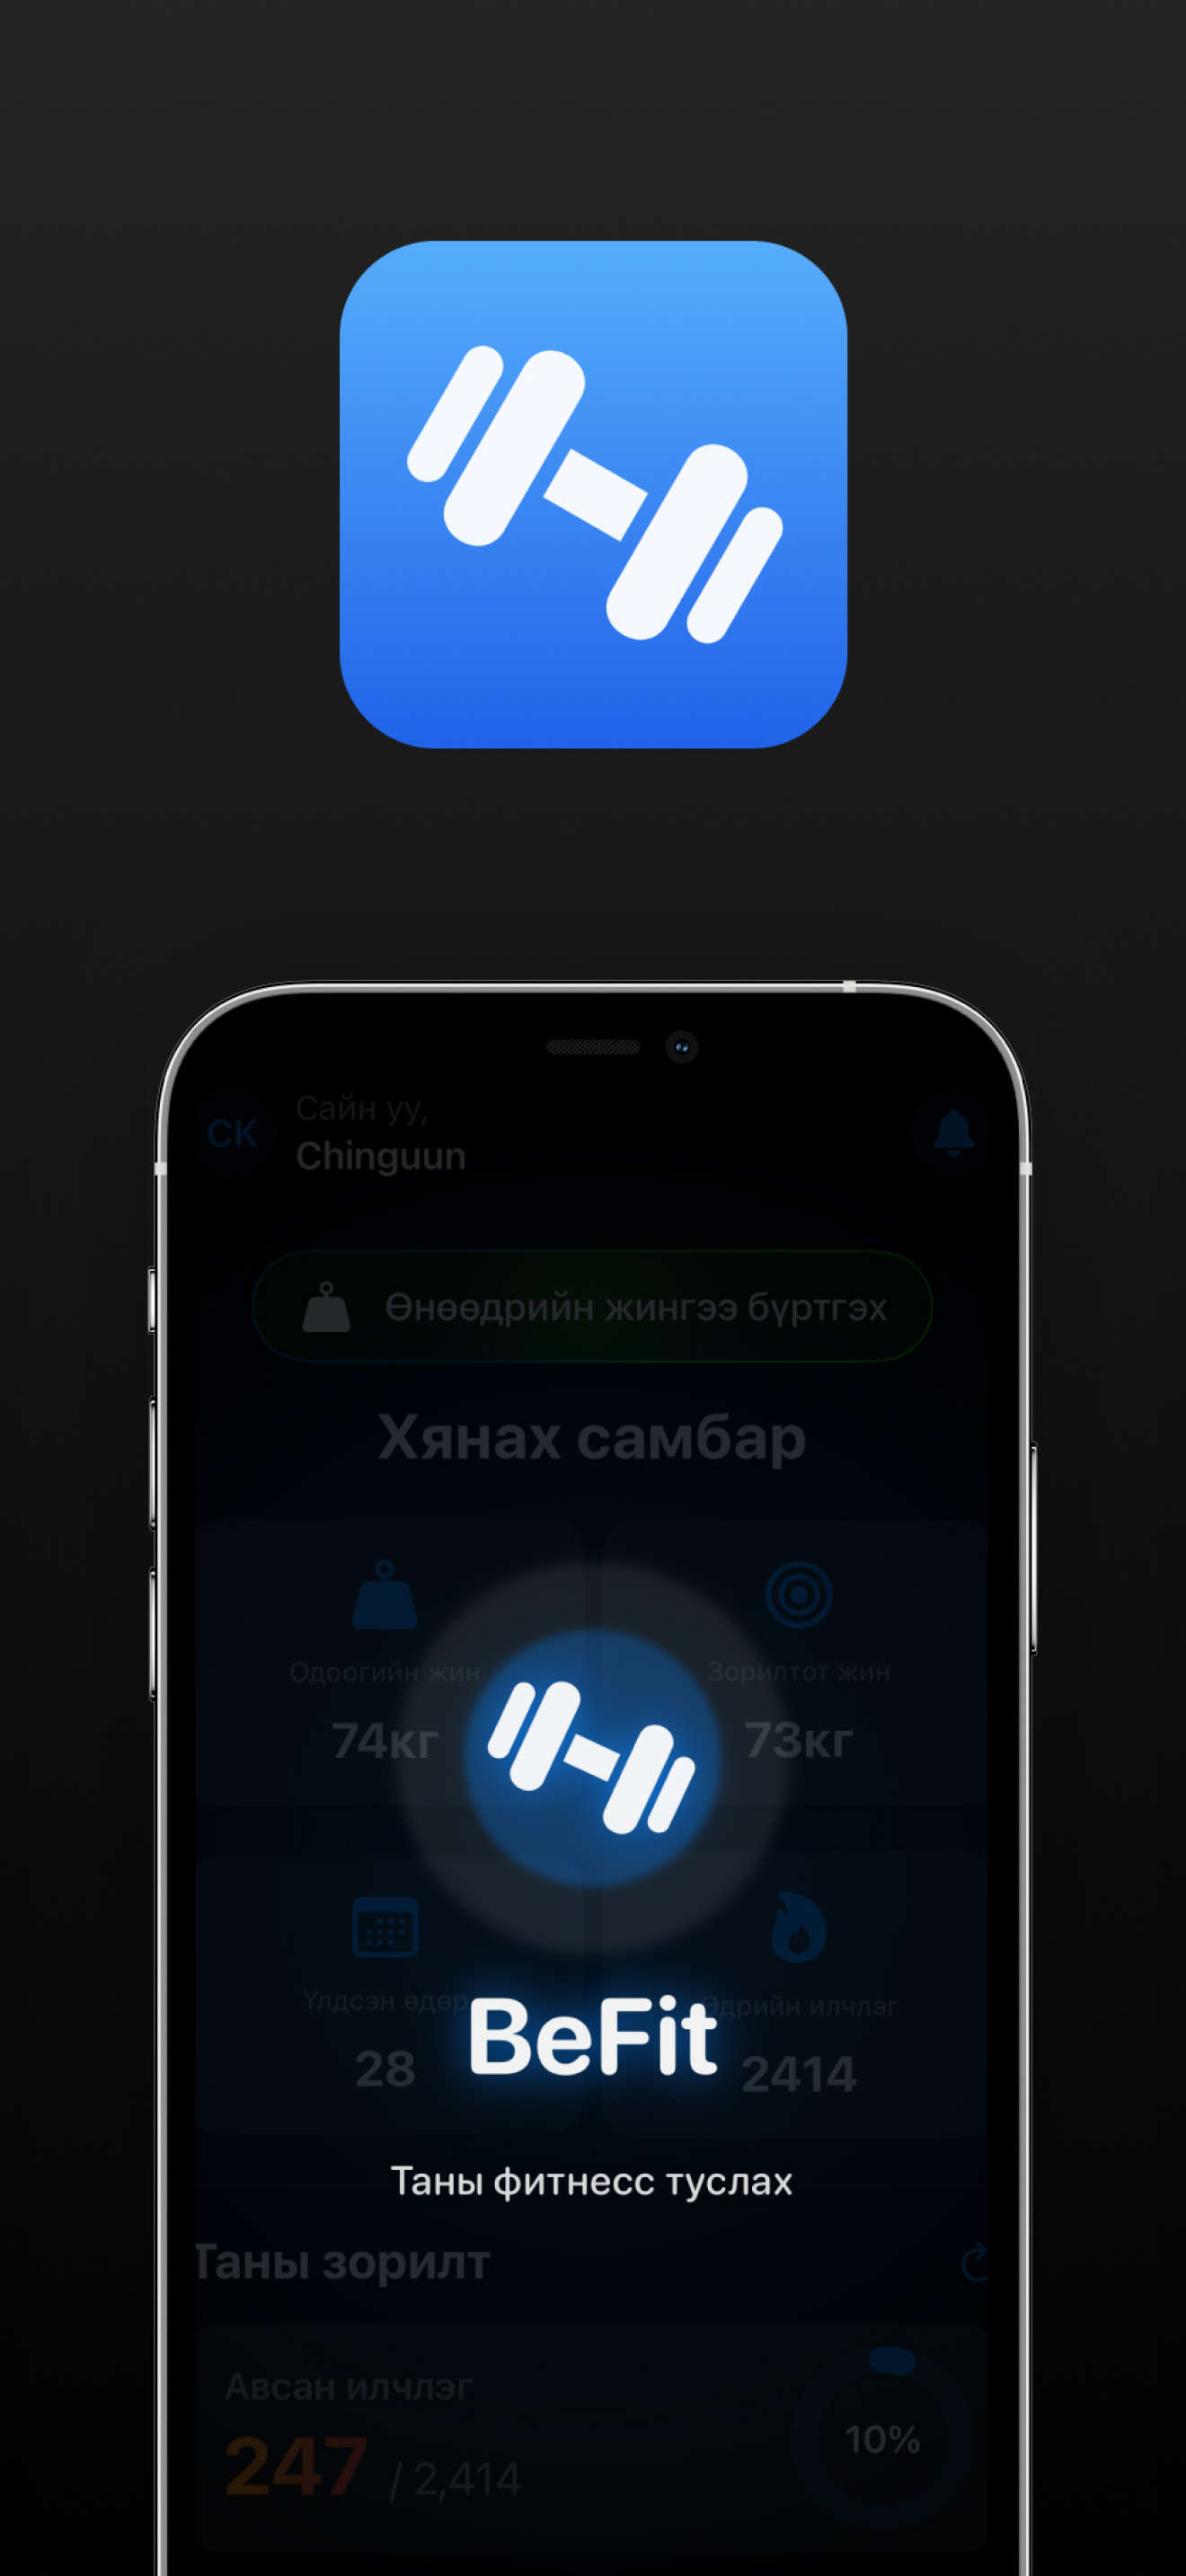 CK
Сайн уу,
Chinguun
Өнөөдрийн жингээ бүртгэх
Хянах самбар
Одоогийн жин
74кг
Зорилтот жин
73кг
Үлдсэн өдөр
28
Өдрийн илчлэг
2414
BeFit
Таны фитнесс туслах
Таны зорилт
Авсан илчлэг
247 / 2,414
10%